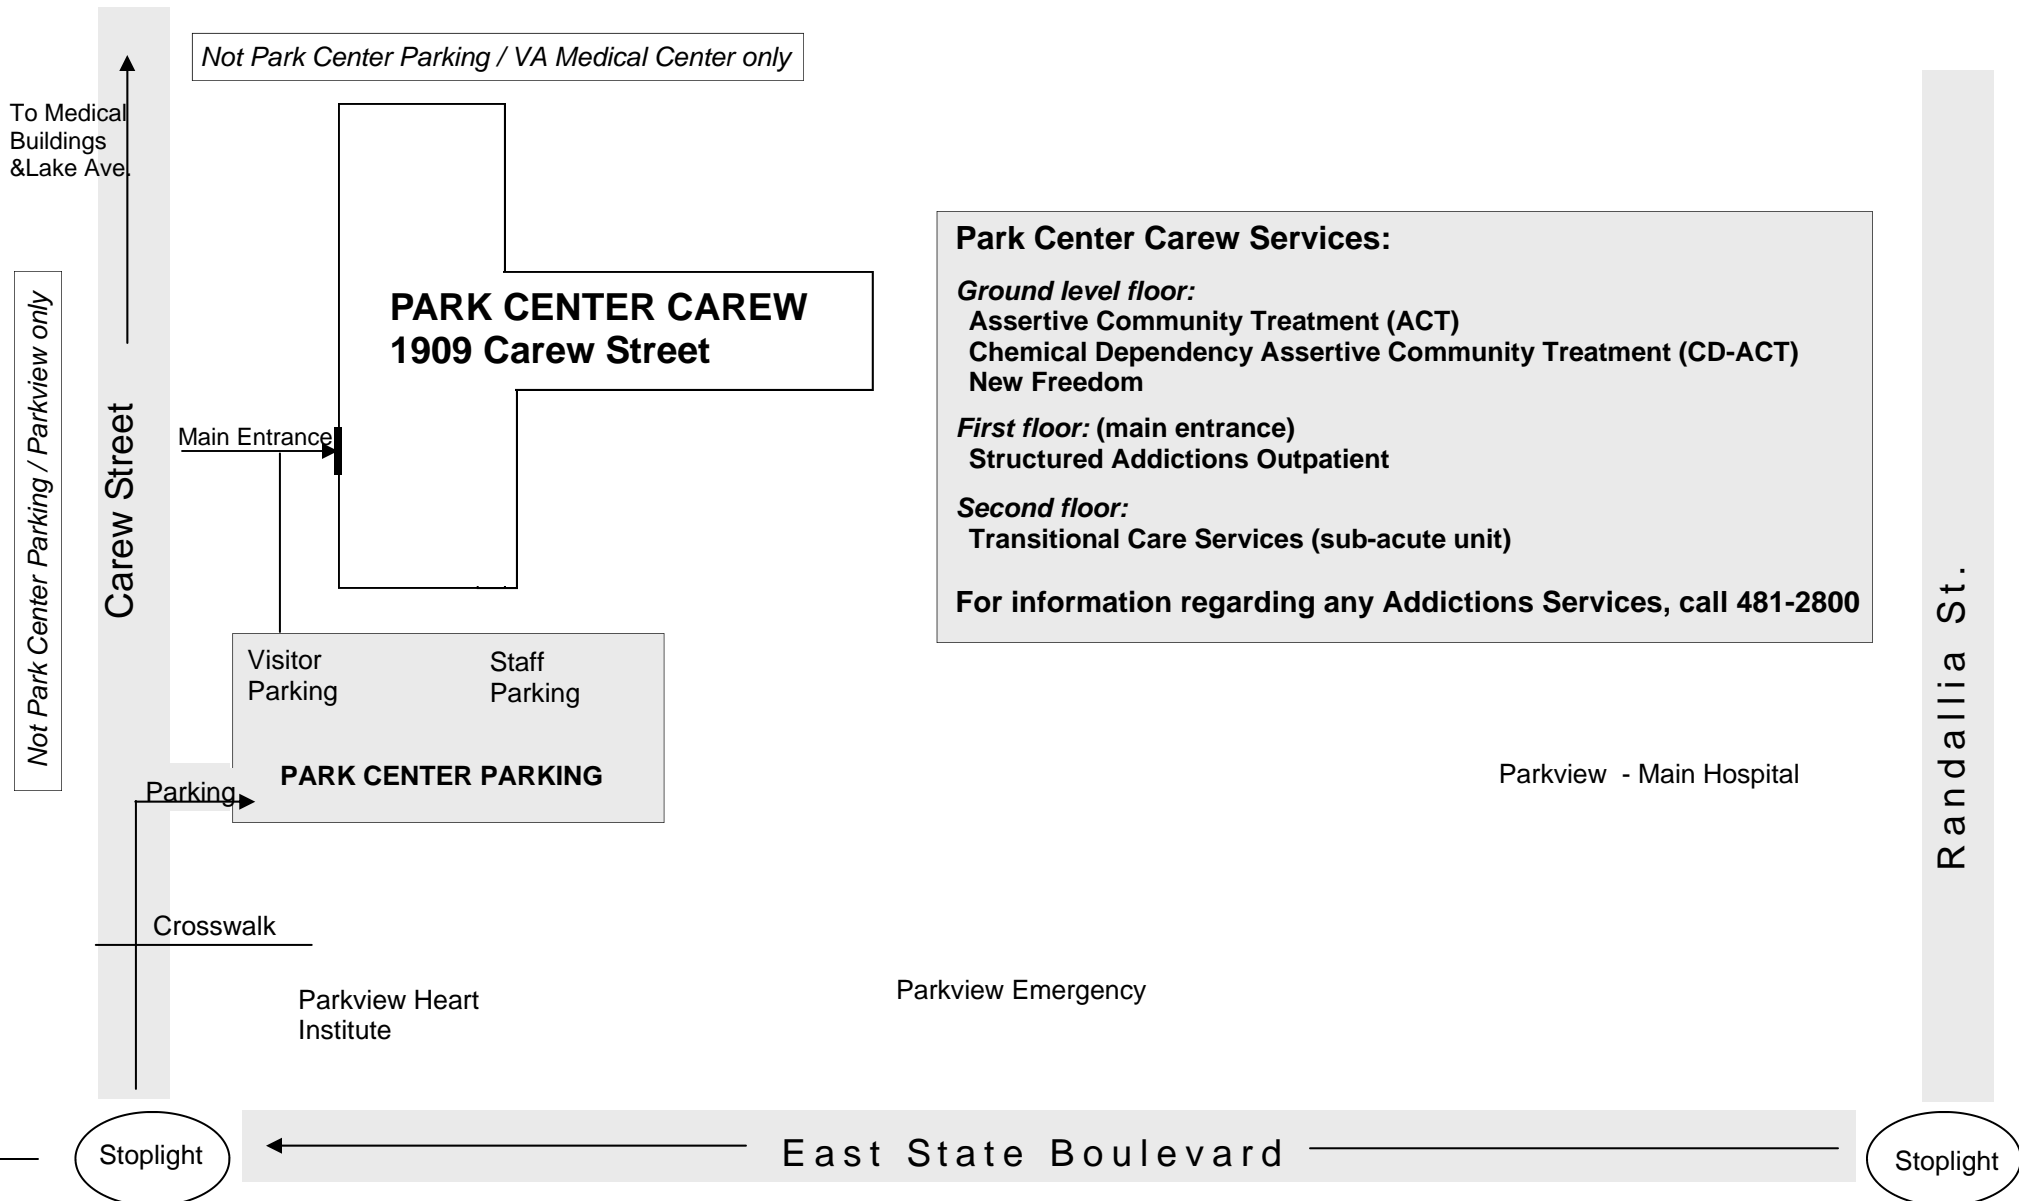 Not Park Center Parking / VA Medical Center only
To Medical
Buildings
&Lake Ave.
Not Park Center Parking / Parkview only
Carew Street
PARK CENTER CAREW
1909 Carew Street
Main Entrance
Park Center Carew Services:
Ground level floor:
Assertive Community Treatment (ACT)
Chemical Dependency Assertive Community Treatment (CD-ACT)
New Freedom
First floor: (main entrance)
Structured Addictions Outpatient
Second floor:
Transitional Care Services (sub-acute unit)
For information regarding any Addictions Services, call 481-2800
Randallia St.
Visitor
Parking
Staff
Parking
PARK CENTER PARKING
Parking
Parkview - Main Hospital
Crosswalk
Parkview Heart
Institute
Parkview Emergency
Stoplight
East State Boulevard
Stoplight